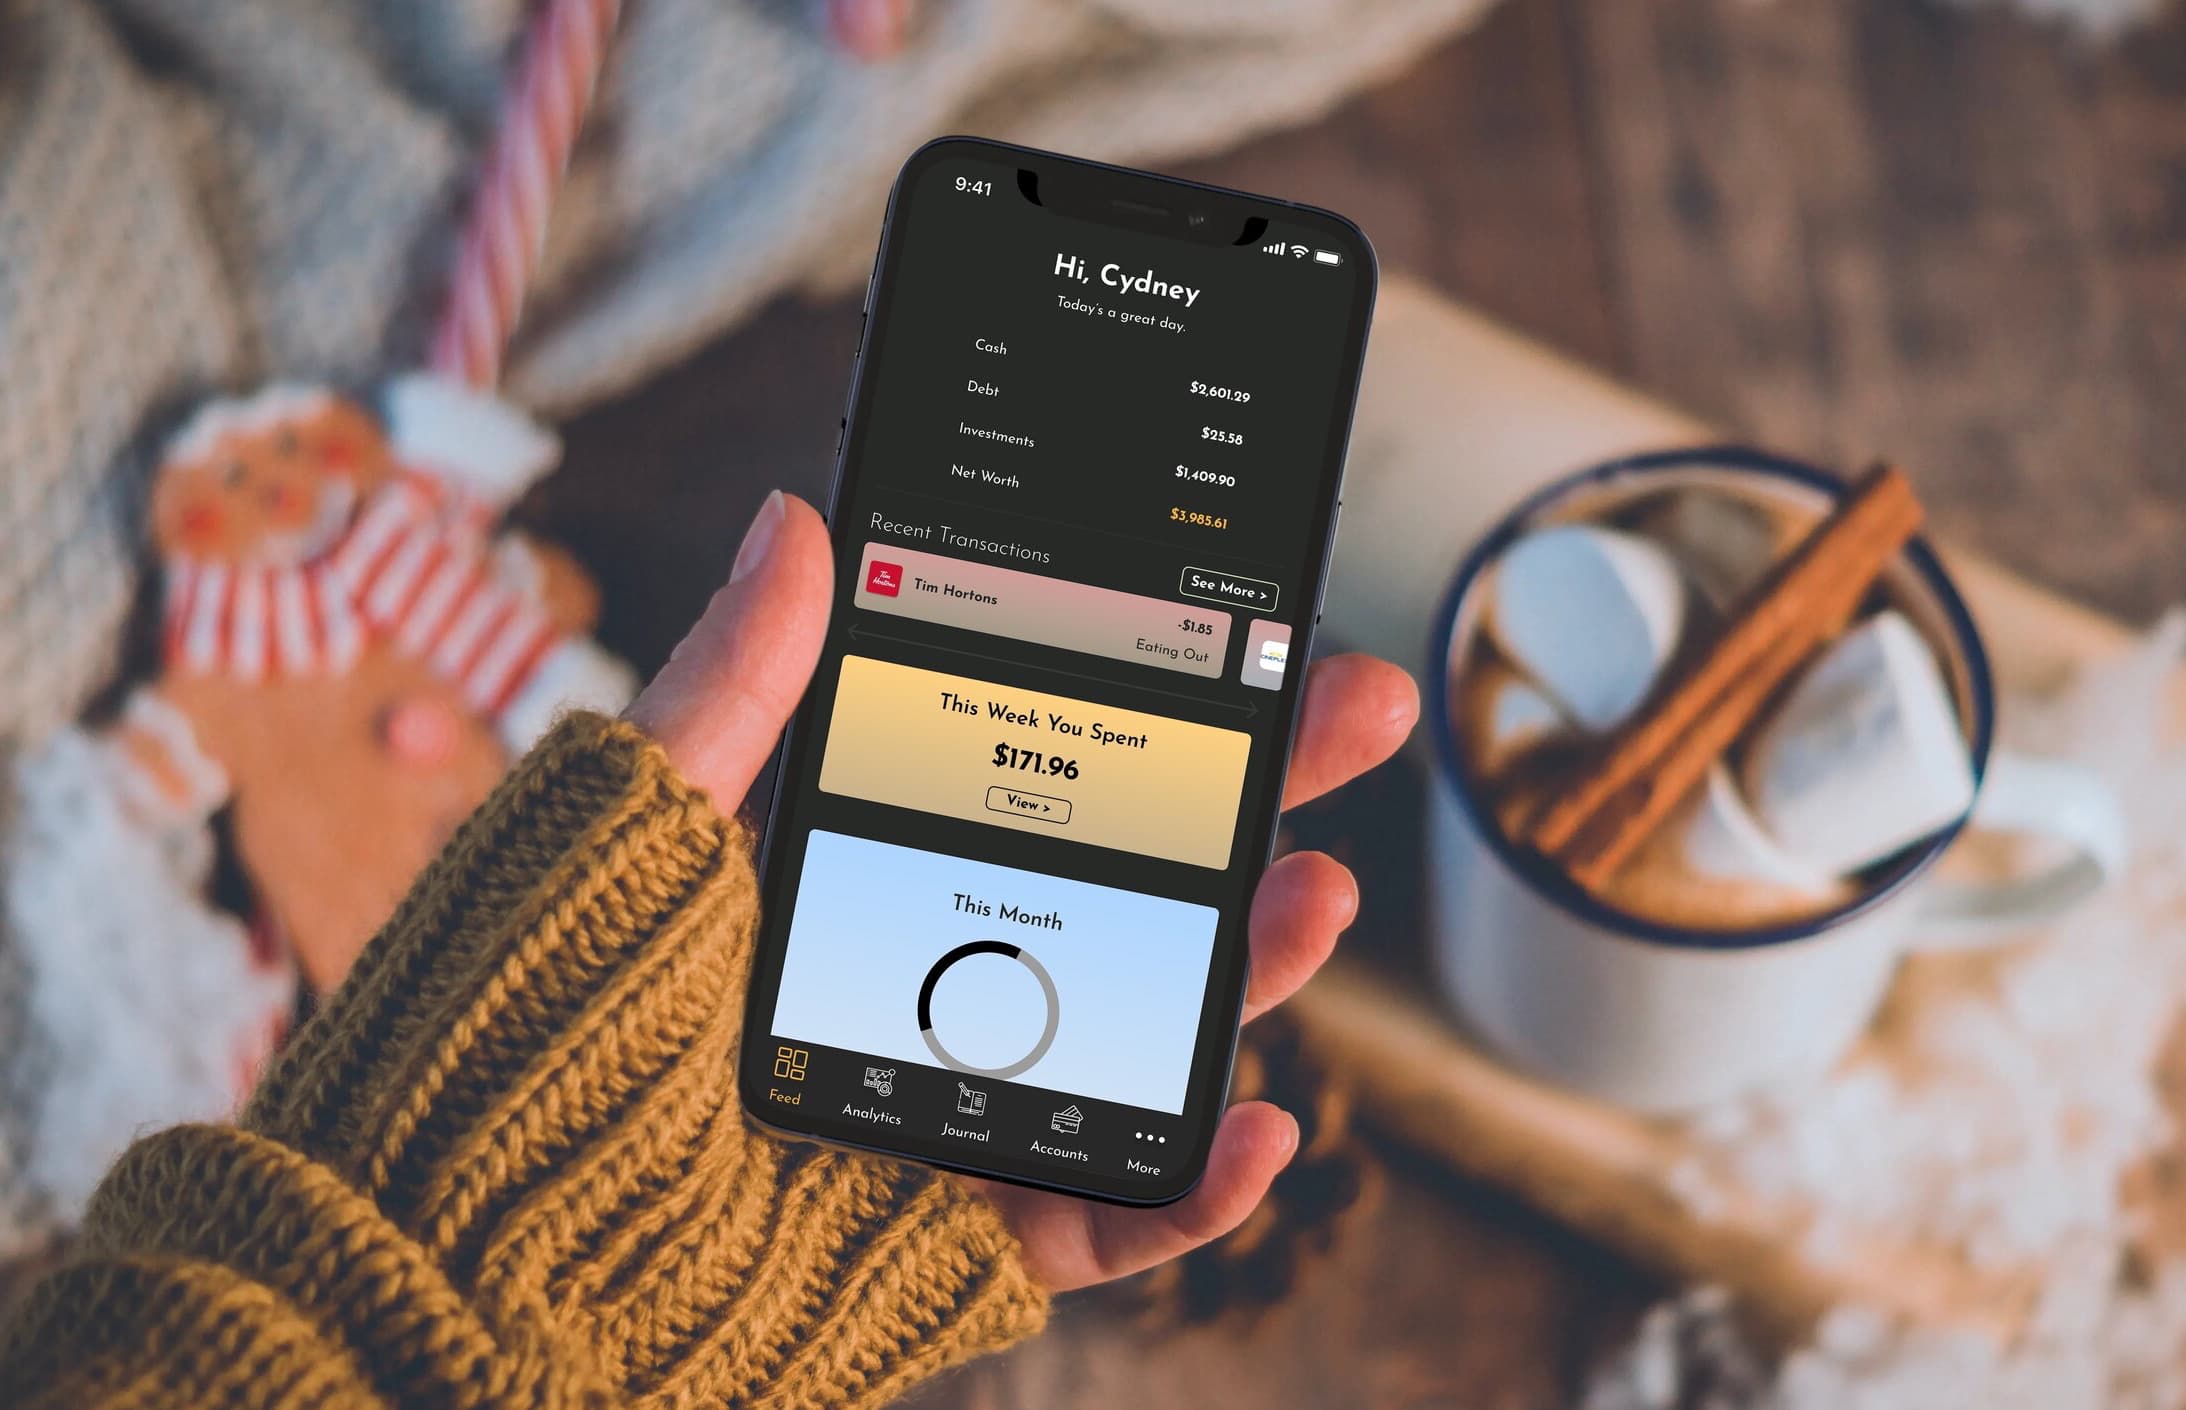 9:41
Hi, Cydney
Today's a great day.
Cash
$2,601.29
Debt
$25.58
Investments
$1,409.90
Net Worth
$3,985.61
Recent Transactions
See More >
Tim Hortons
Tim Hortons
-$1.85
Eating Out
This Week You Spent
$171.96
View >
This Month
Feed
Analytics
Journal
Accounts
More